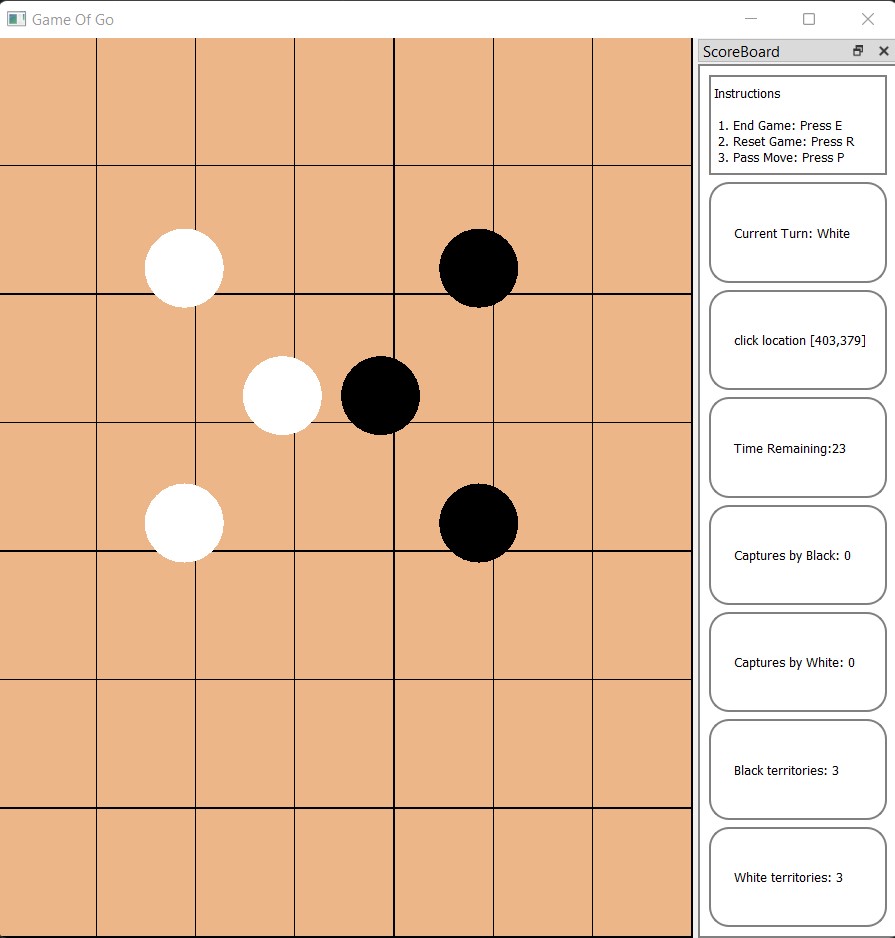 Game Of Go
ScoreBoard
Instructions
1. End Game: Press E
2. Reset Game: Press R
3. Pass Move: Press P
Current Turn: White
click location [403,379]
Time Remaining:23
Captures by Black: 0
Captures by White: 0
Black territories: 3
White territories: 3